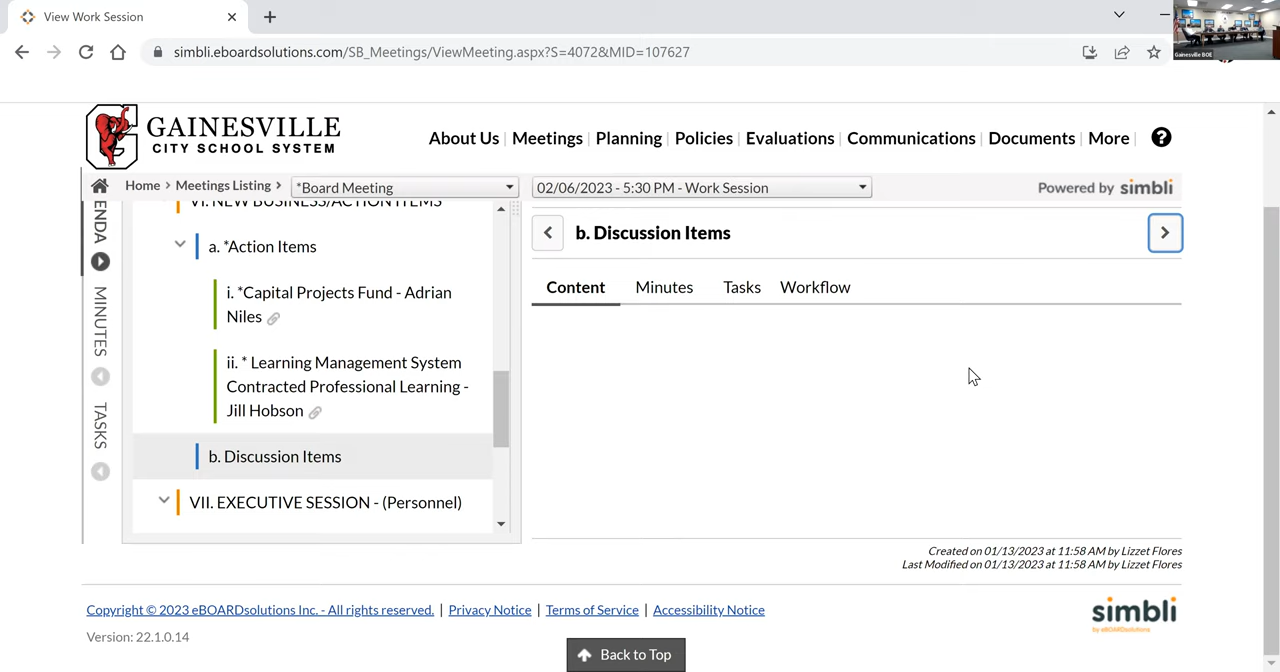 View Work Session
simbli.eboardsolutions.com/SB_Meetings/ViewMeeting.aspx?S=4072&MID=107627
Gainesville BOE
GAINESVILLE
CITY SCHOOL SYSTEM
About Us | Meetings | Planning | Policies | Evaluations | Communications | Documents | More |
Home > Meetings Listing > *Board Meeting 02/06/2023 - 5:30 PM - Work Session Powered by simbli
ENDA
MINUTES
TASKS
VI. NEW BUSINESS/ACTION ITEMS
a. *Action Items
i. *Capital Projects Fund - Adrian
Niles
ii. * Learning Management System
Contracted Professional Learning -
Jill Hobson
b. Discussion Items
VII. EXECUTIVE SESSION - (Personnel)
b. Discussion Items
Content Minutes Tasks Workflow
Created on 01/13/2023 at 11:58 AM by Lizzet Flores
Last Modified on 01/13/2023 at 11:58 AM by Lizzet Flores
Copyright © 2023 eBOARDsolutions Inc. - All rights reserved. | Privacy Notice | Terms of Service | Accessibility Notice
Version: 22.1.0.14
simbli
by eBOARDsolutions
Back to Top